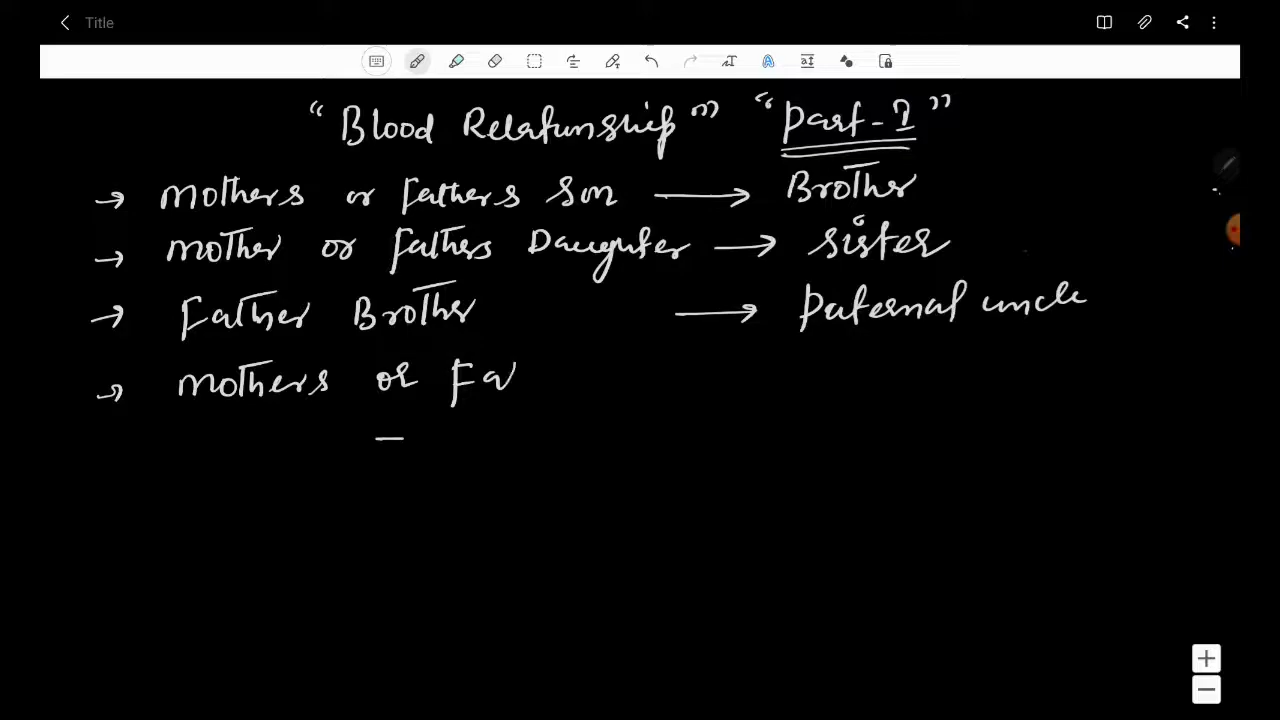 Title
"Blood Relationship" "Part-I"
→ mothers or fathers son → Brother
→ mother or fathers Daughter → sister
→ Father Brother → paternal uncle
→ mothers or Fa